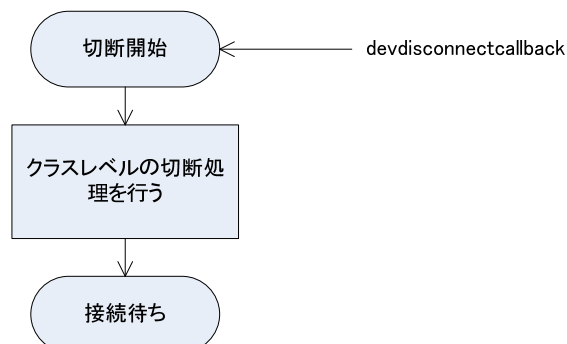 切断開始
devdisconnectcallback
クラスレベルの切断処
理を行う
接続待ち